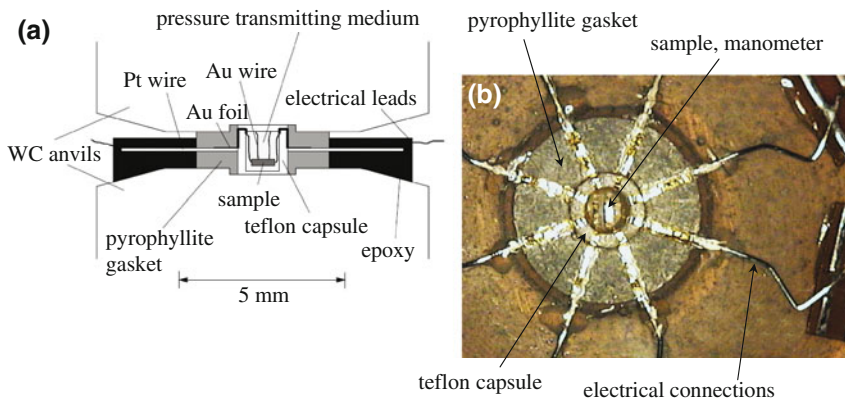 (a)
pressure transmitting medium
Au wire
Pt wire
Au foil
electrical leads
WC anvils
sample
teflon capsule
pyrophyllite
gasket
epoxy
5 mm
pyrophyllite gasket
sample, manometer
(b)
teflon capsule
electrical connections